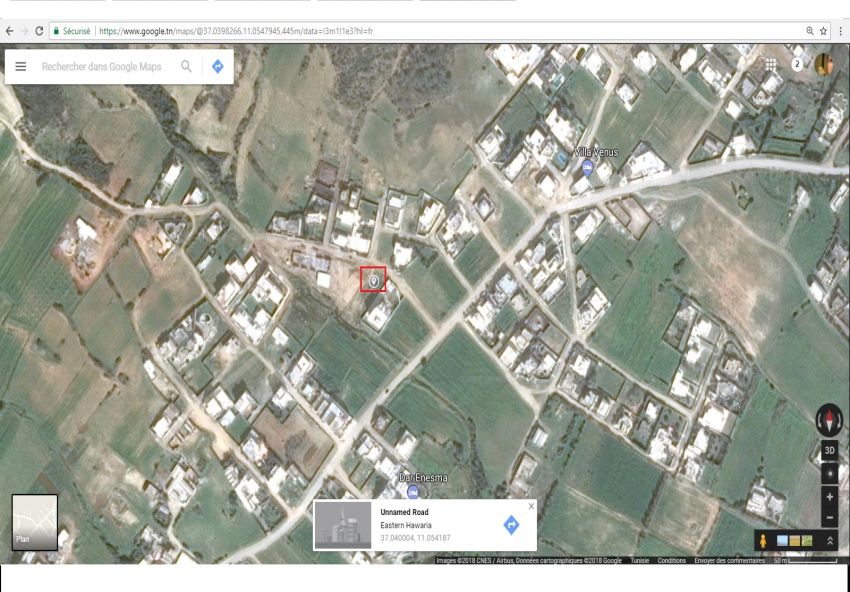 Sécurisé | https://www.google.tn/maps/@37.0398266,11.0547945,445m/data=!3m1!1e3?hl=fr
Rechercher dans Google Maps
2
Villa Venus
Dar Enesma
3D
Unnamed Road
Eastern Hawaria
37.040004, 11.054187
Plan
Images ©2018 CNES / Airbus, Données cartographiques ©2018 Google Tunisie Conditions Envoyer des commentaires 50 m